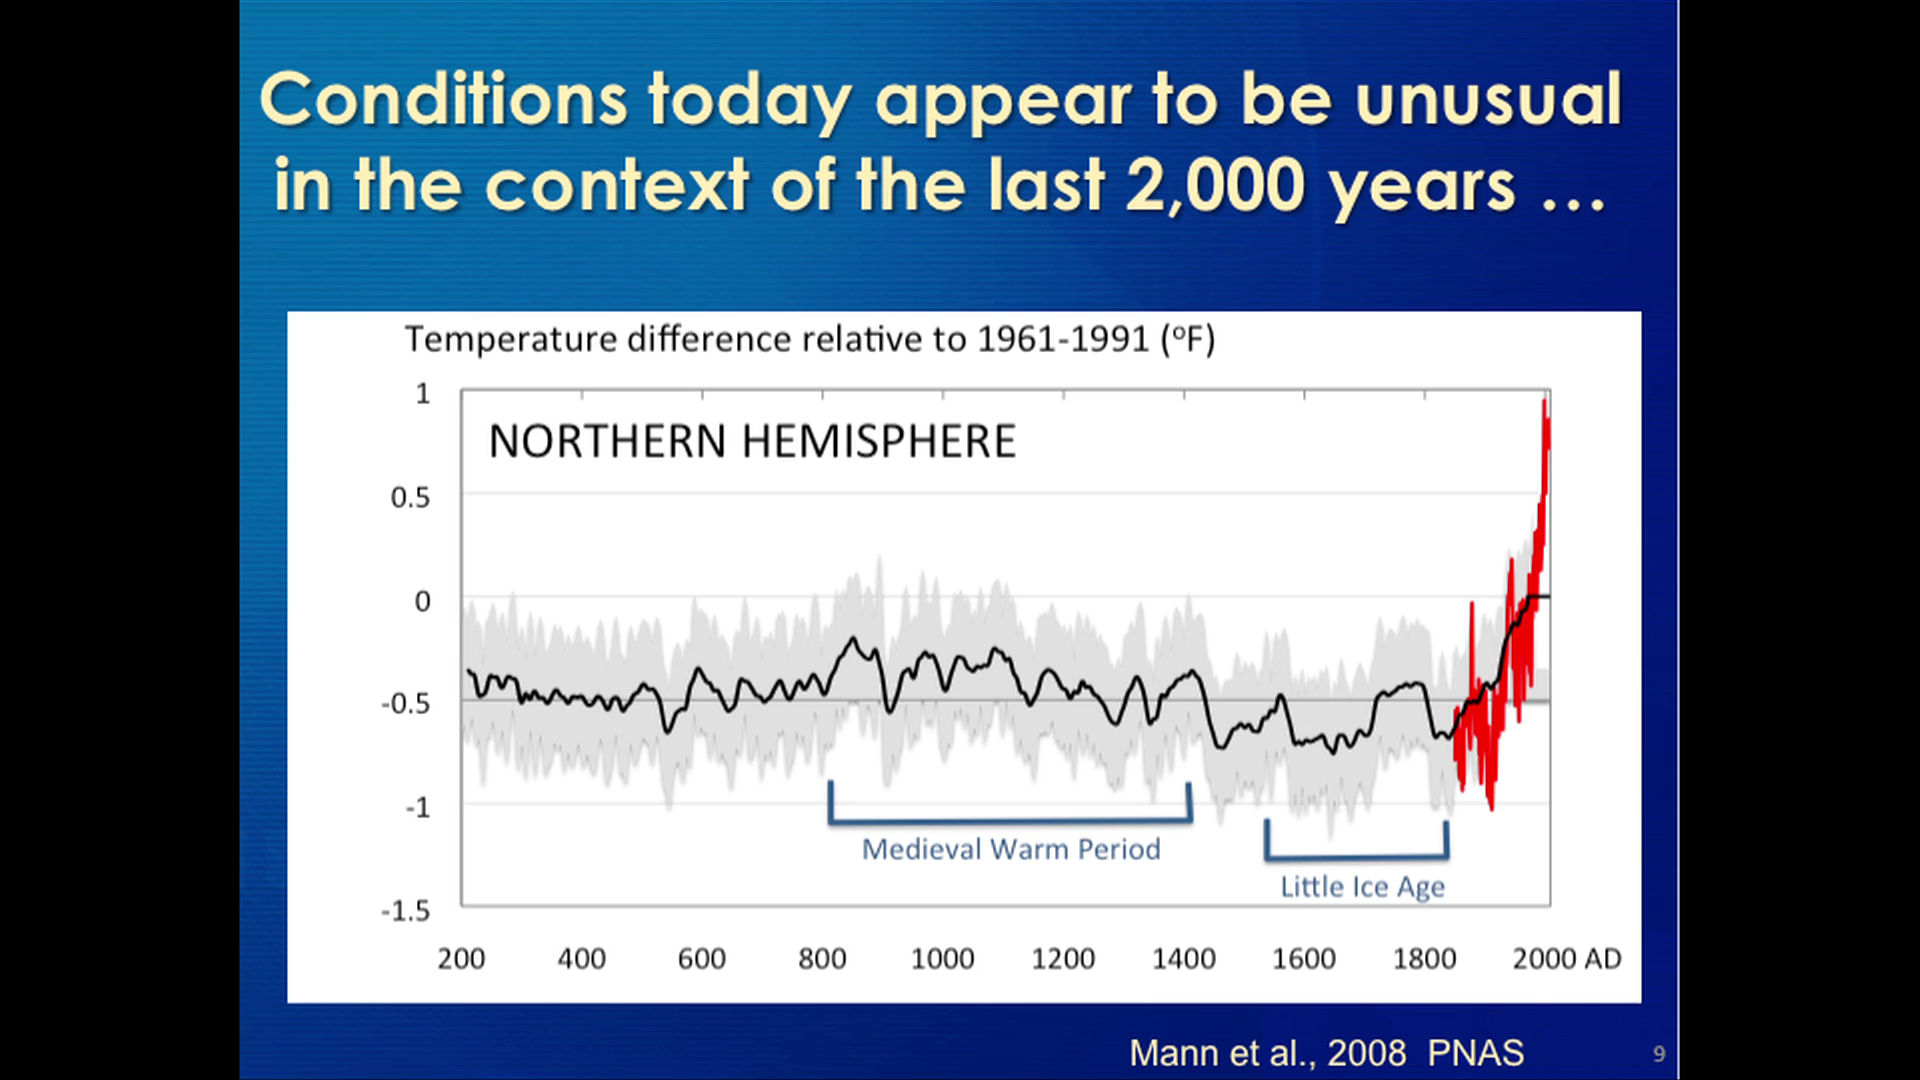 Conditions today appear to be unusual
in the context of the last 2,000 years ...
Temperature difference relative to 1961-1991 (ºF)
1
NORTHERN HEMISPHERE
0.5
0
-0.5
-1
Medieval Warm Period
Little Ice Age
-1.5
200 400 600 800 1000 1200 1400 1600 1800 2000 AD
Mann et al., 2008 PNAS
9